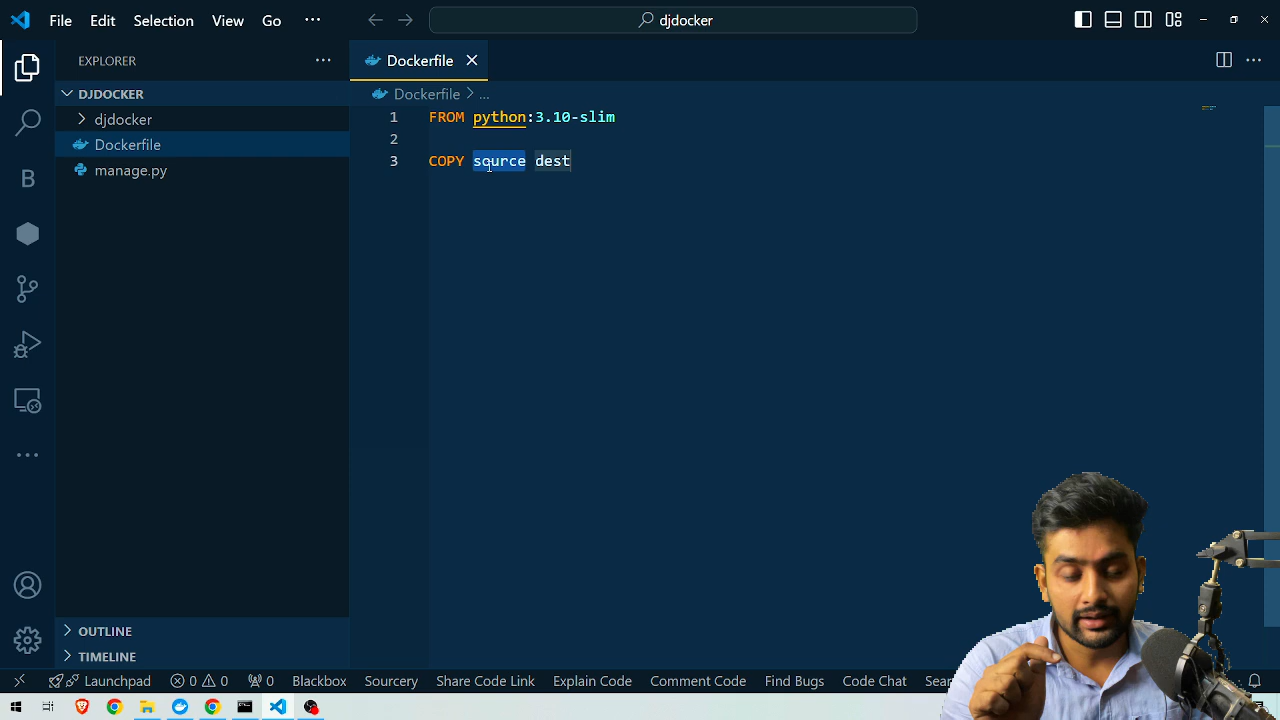 File Edit Selection View Go ··· djdocker
EXPLORER ···
DJDOCKER
djdocker
Dockerfile
manage.py
OUTLINE
TIMELINE
Dockerfile
Dockerfile > ...
1 FROM python:3.10-slim
2
3 COPY source dest
Launchpad 0 0 0 Blackbox Sourcery Share Code Link Explain Code Comment Code Find Bugs Code Chat Sear